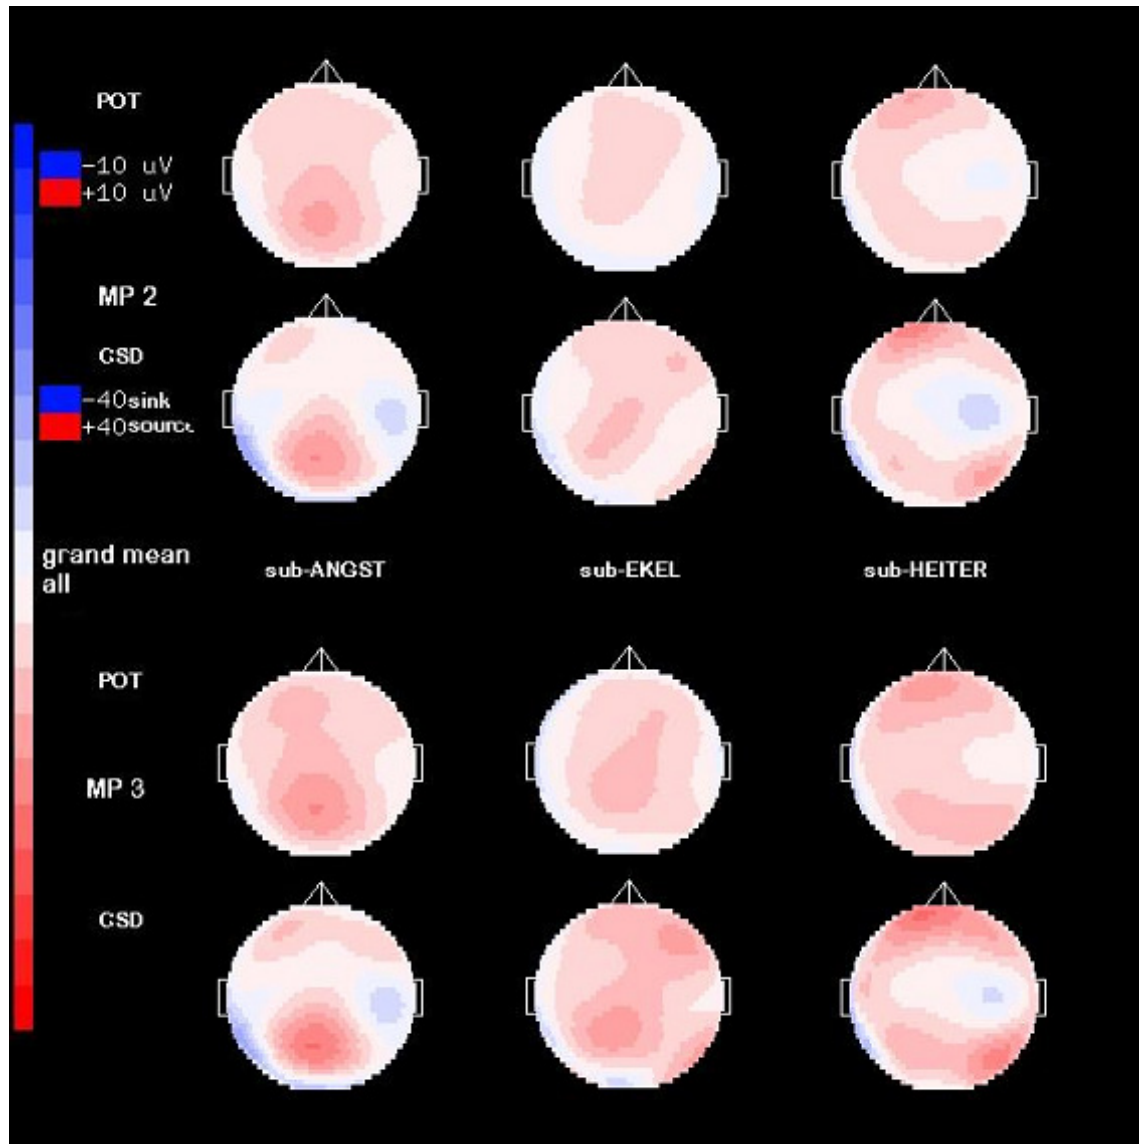 POT
-10 uV
+10 uV
MP 2
CSD
-40sink
+40source
grand mean
all
sub-ANGST
sub-EKEL
sub-HEITER
POT
MP 3
CSD